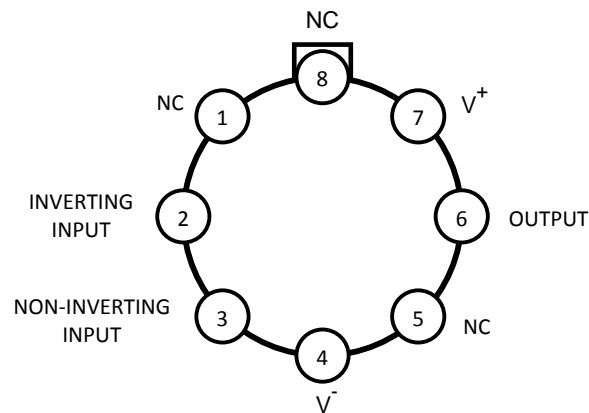 NC
8
NC
1
7
V+
INVERTING
INPUT
2
6
OUTPUT
NON-INVERTING
INPUT
3
5
NC
4
V-